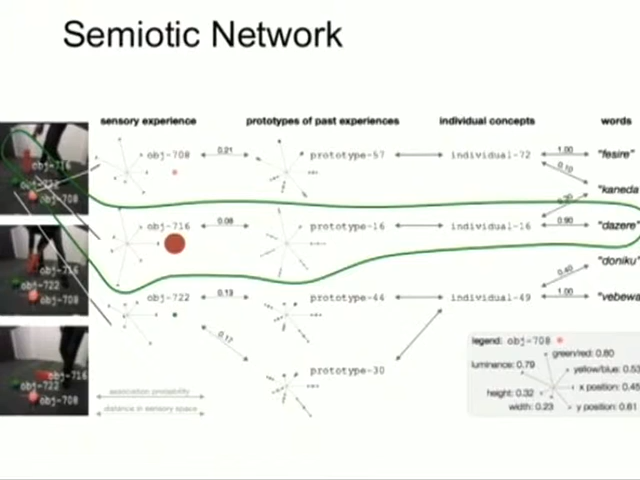 Semiotic Network
sensory experience prototypes of past experiences individual concepts words
obj-716
obj-722
obj-708
obj-708 0.21 prototype-57 individual-72 1.00 "fesire"
0.10
"kaneda
obj-716 0.08 prototype-16 individual-16 0.90 "dazere"
"doniku"
0.40
obj-722 0.13 prototype-44 individual-49 1.00 "vebewa
0.17
prototype-30
obj-716
obj-722
obj-708
obj-716
obj-722
obj-708
association probability
distance in sensory space
legend: obj-708
green/red: 0.80
luminance: 0.79
yellow/blue: 0.53
x position: 0.45
height: 0.32
width: 0.23
y position: 0.61